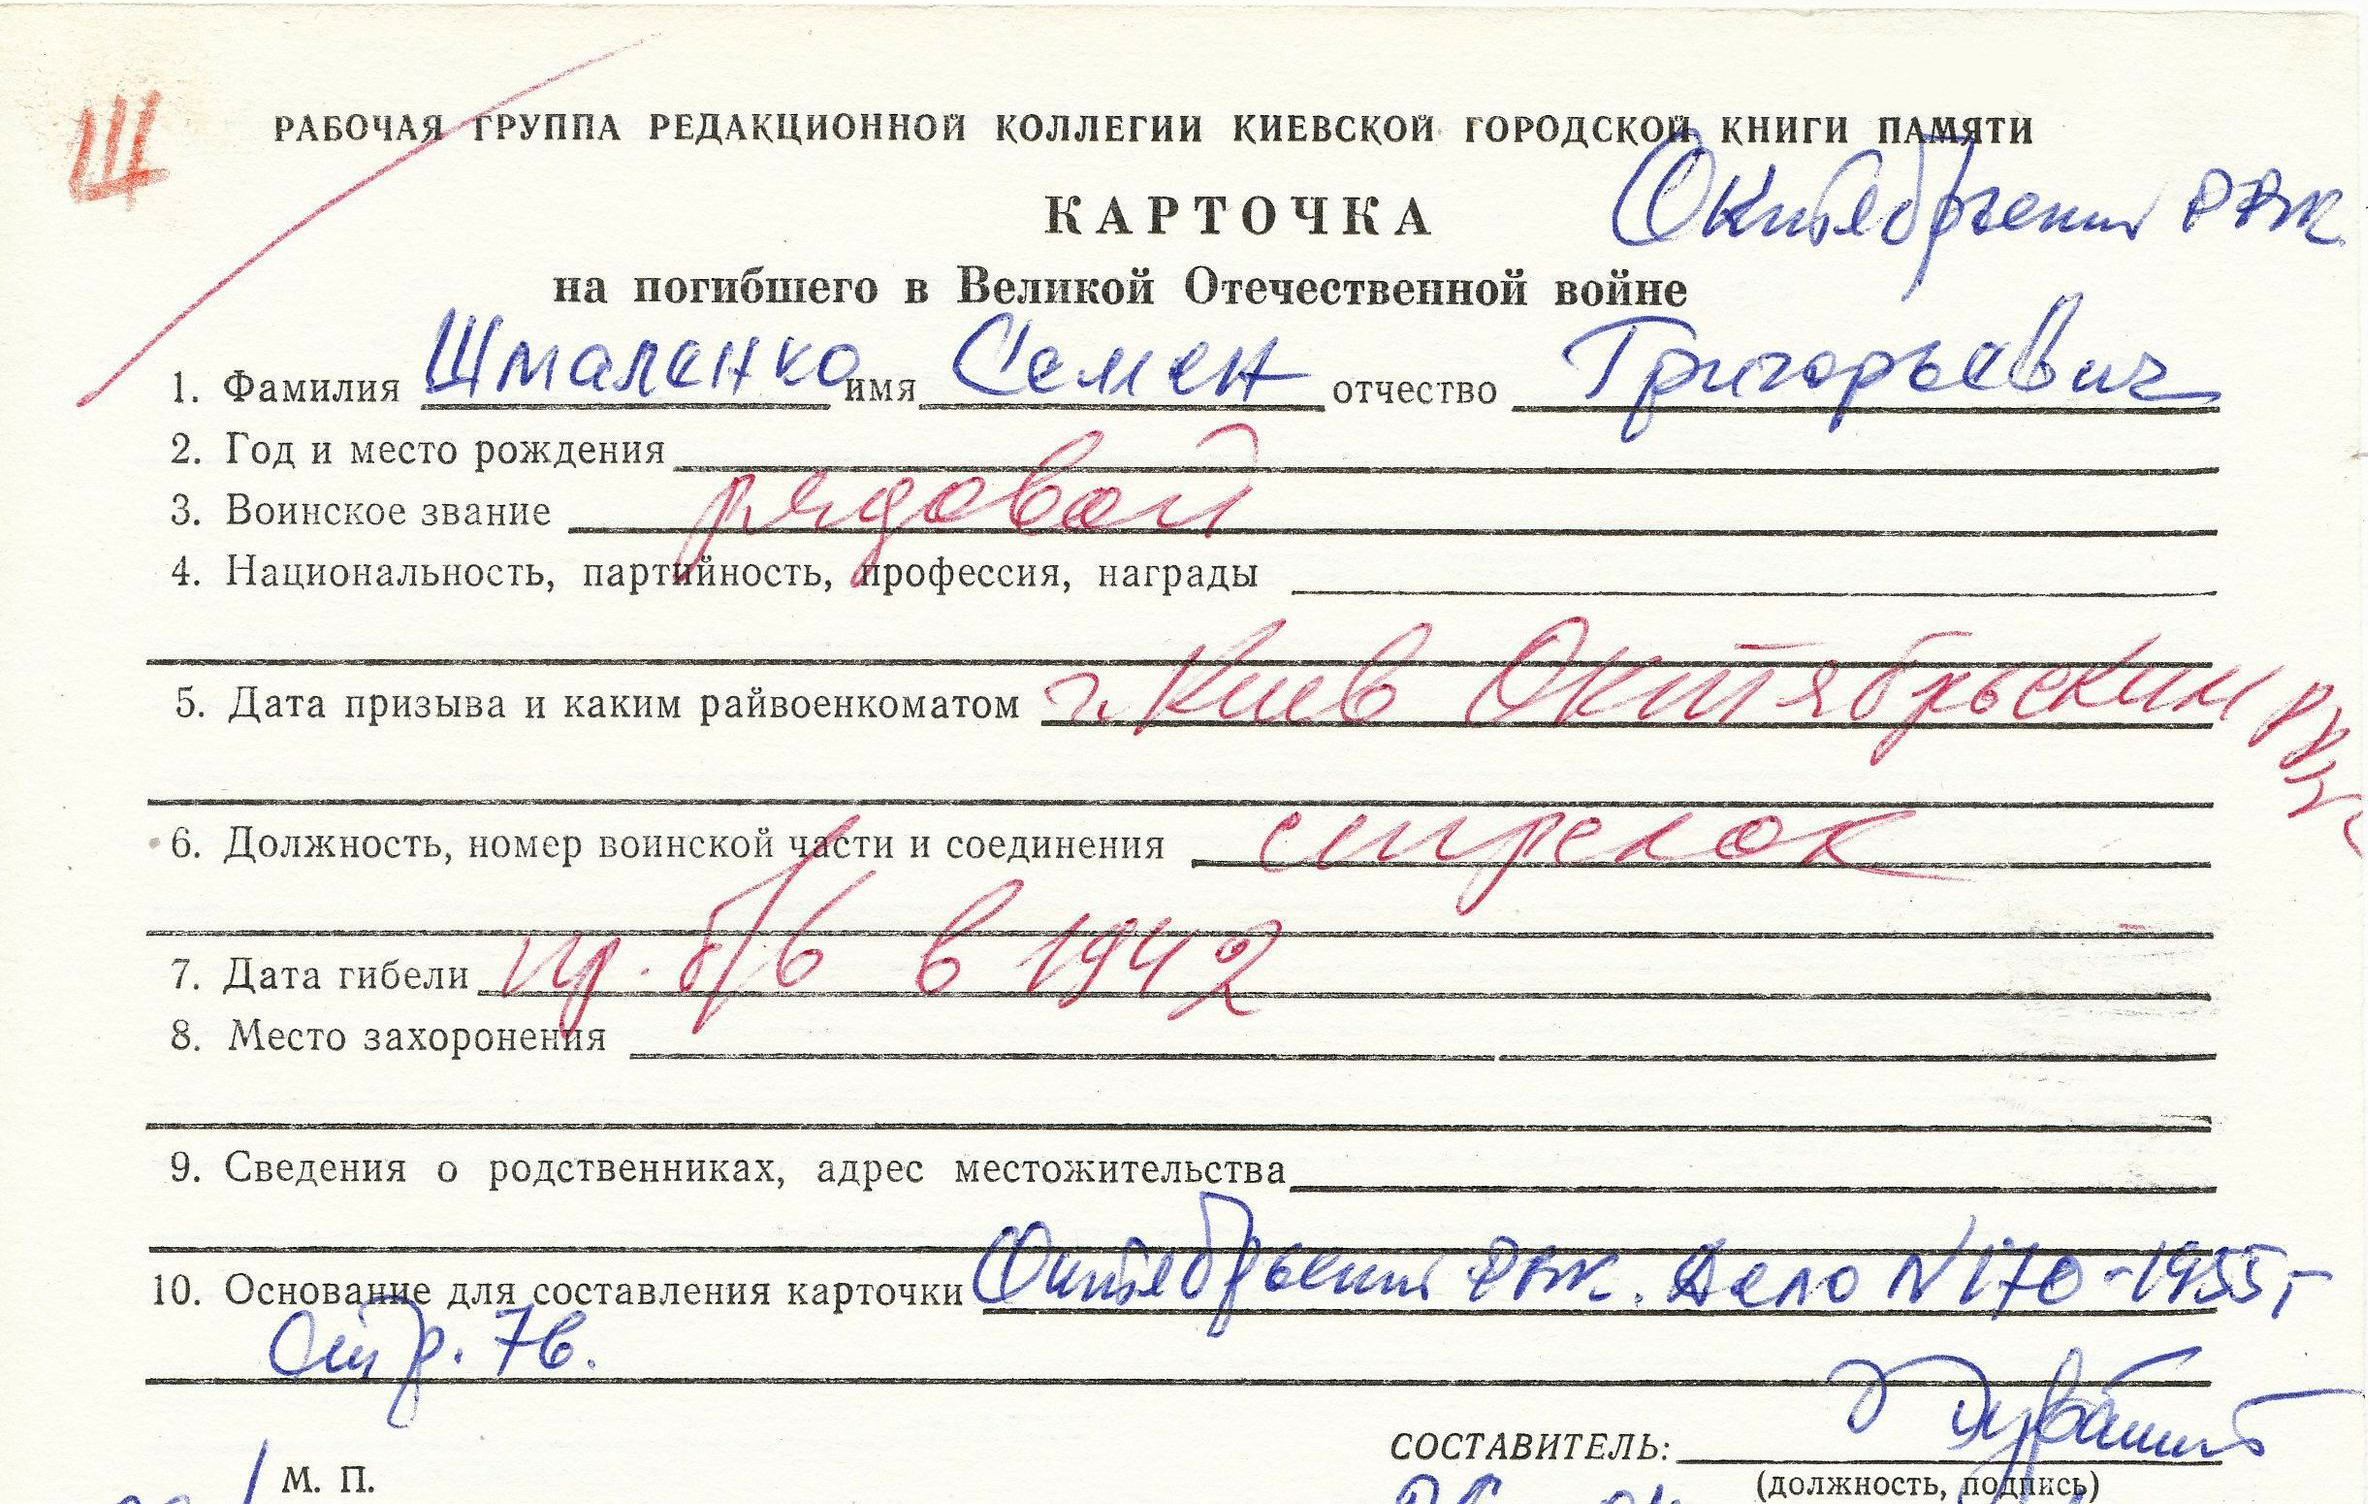 Щ
РАБОЧАЯ ГРУППА РЕДАКЦИОННОЙ КОЛЛЕГИИ КИЕВСКОЙ ГОРОДСКОЙ КНИГИ ПАМЯТИ
КАРТОЧКА Октябрьский РВК
на погибшего в Великой Отечественной войне
1. Фамилия Шмаленко имя Семен отчество Григорьевич
2. Год и место рождения
3. Воинское звание рядовой
4. Национальность, партийность, профессия, награды
5. Дата призыва и каким райвоенкоматом г. Киев Октябрьским РВК
6. Должность, номер воинской части и соединения стрелок
7. Дата гибели пр. б/в в 1942
8. Место захоронения
9. Сведения о родственниках, адрес местожительства
10. Основание для составления карточки Октябрьский РВК. Дело N 170-1955г
Стр. 7в.
СОСТАВИТЕЛЬ:
М. П. (должность, подпись)